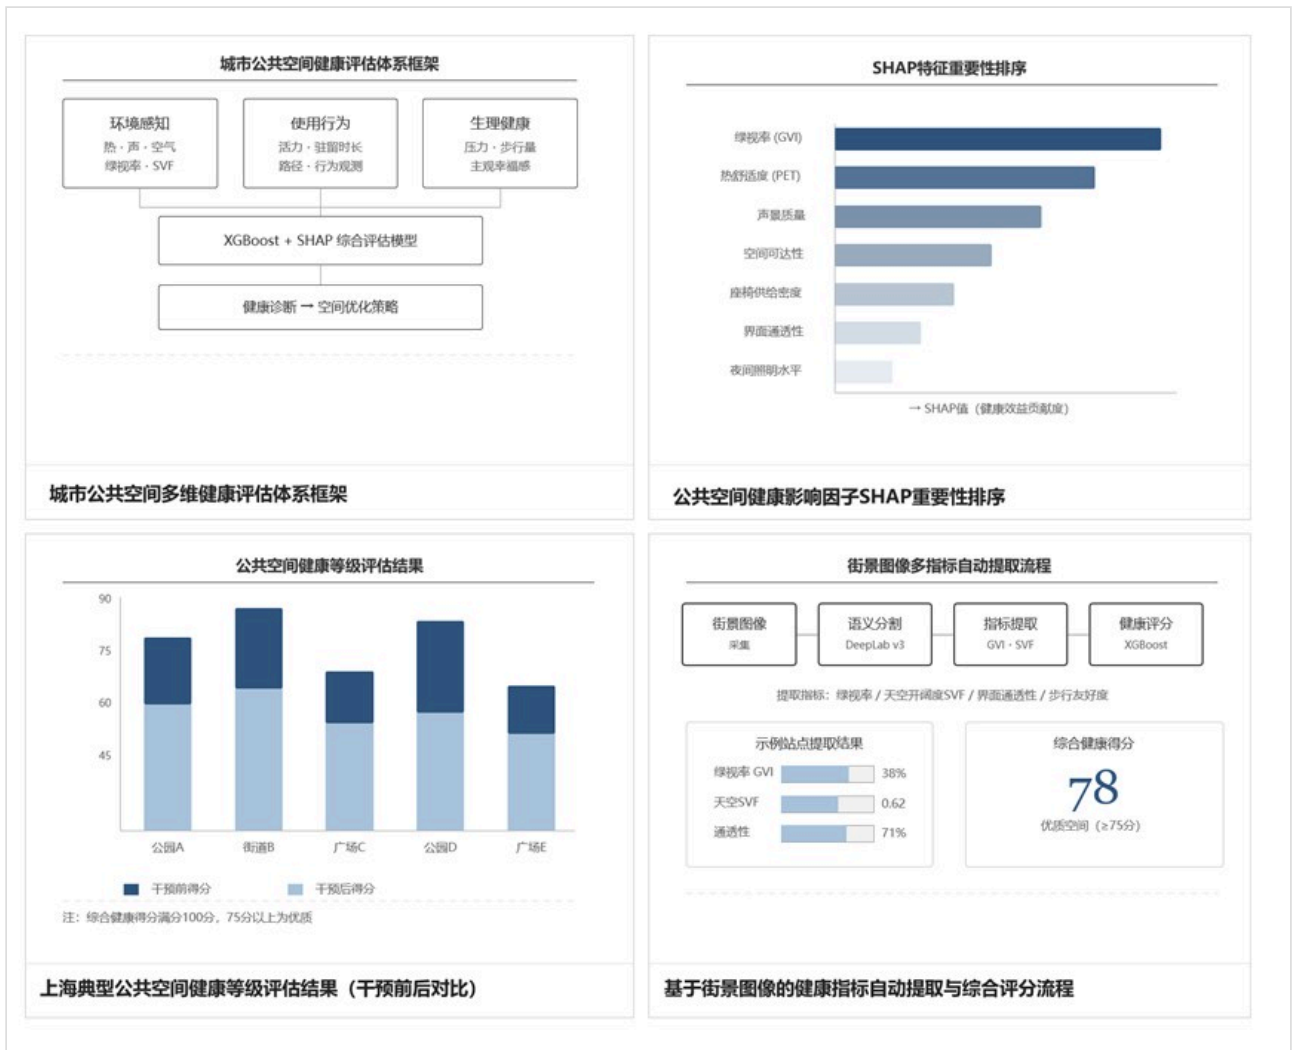 城市公共空间健康评估体系框架
环境感知
热·声·空气
绿视率·SVF
使用行为
活力·驻留时长
路径·行为观测
生理健康
压力·步行量
主观幸福感
XGBoost + SHAP 综合评估模型
健康诊断 → 空间优化策略
城市公共空间多维健康评估体系框架
SHAP特征重要性排序
绿视率 (GVI)
热舒适度 (PET)
声景质量
空间可达性
座椅供给密度
界面通透性
夜间照明水平
→ SHAP值（健康效益贡献度）
公共空间健康影响因子SHAP重要性排序
公共空间健康等级评估结果
90
75
60
45
公园A
街道B
广场C
公园D
广场E
干预前得分
干预后得分
注：综合健康得分满分100分，75分以上为优质
上海典型公共空间健康等级评估结果（干预前后对比）
街景图像多指标自动提取流程
街景图像
采集
语义分割
DeepLab v3
指标提取
GVI · SVF
健康评分
XGBoost
提取指标：绿视率 / 天空开阔度SVF / 界面通透性 / 步行友好度
示例站点提取结果
绿视率 GVI 38%
天空SVF 0.62
通透性 71%
综合健康得分
78
优质空间（≥75分）
基于街景图像的健康指标自动提取与综合评分流程